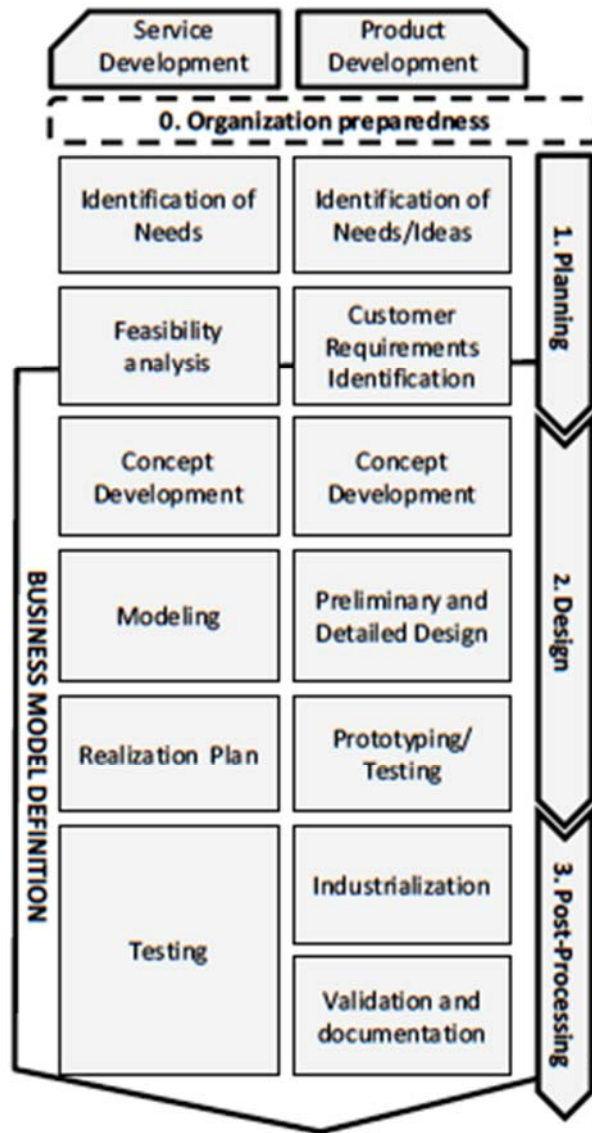 Service
Development
Product
Development
0. Organization preparedness
Identification of
Needs
Identification of
Needs/Ideas
1. Planning
Feasibility
analysis
Customer
Requirements
Identification
BUSINESS MODEL DEFINITION
Concept
Development
Concept
Development
2. Design
Modeling
Preliminary and
Detailed Design
Realization Plan
Prototyping/
Testing
Testing
Industrialization
3. Post-Processing
Validation and
documentation